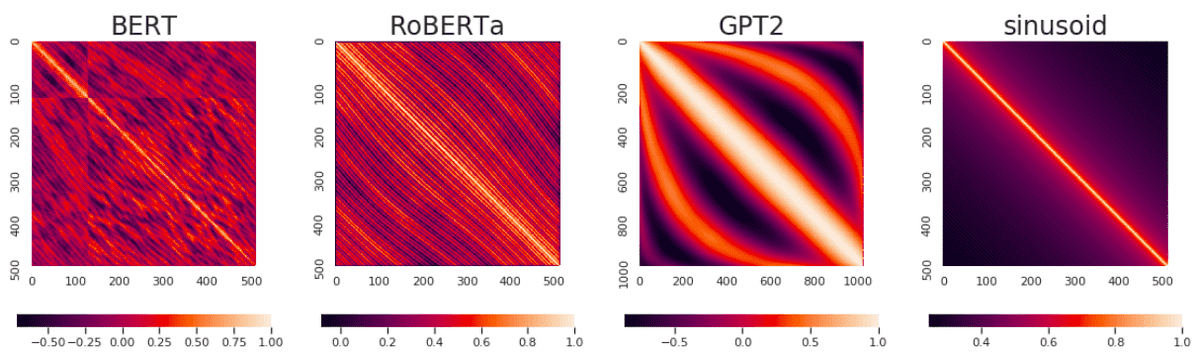 BERT RoBERTa GPT2 sinusoid
0 0 0 0
100 100 200 100
200 200 400 200
300 300 600 300
400 400 800 400
500 500 1000 500
0 100 200 300 400 500 0 100 200 300 400 500 0 200 400 600 800 1000 0 100 200 300 400 500
−0.50 −0.25 0.00 0.25 0.50 0.75 1.00 0.0 0.2 0.4 0.6 0.8 1.0 −0.5 0.0 0.5 1.0 0.4 0.6 0.8 1.0